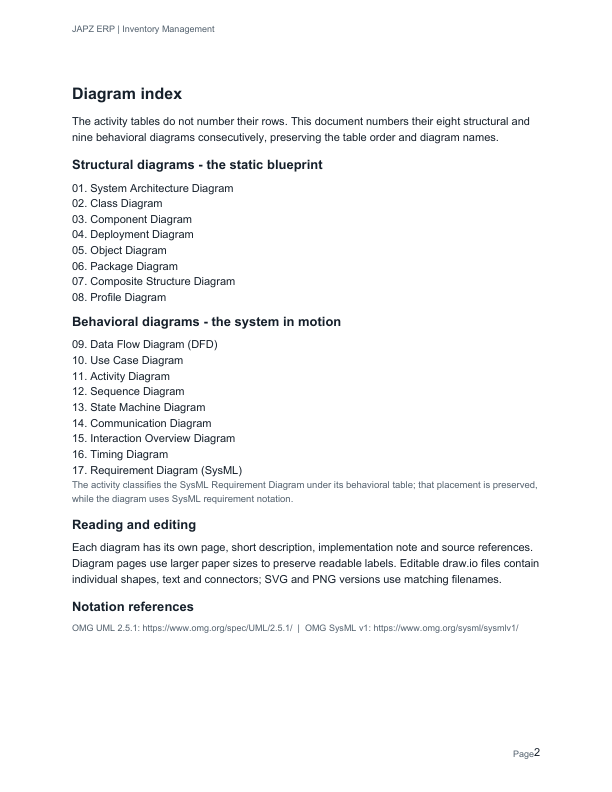 JAPZ ERP | Inventory Management
Diagram index
The activity tables do not number their rows. This document numbers their eight structural and
nine behavioral diagrams consecutively, preserving the table order and diagram names.
Structural diagrams - the static blueprint
01. System Architecture Diagram
02. Class Diagram
03. Component Diagram
04. Deployment Diagram
05. Object Diagram
06. Package Diagram
07. Composite Structure Diagram
08. Profile Diagram
Behavioral diagrams - the system in motion
09. Data Flow Diagram (DFD)
10. Use Case Diagram
11. Activity Diagram
12. Sequence Diagram
13. State Machine Diagram
14. Communication Diagram
15. Interaction Overview Diagram
16. Timing Diagram
17. Requirement Diagram (SysML)
The activity classifies the SysML Requirement Diagram under its behavioral table; that placement is preserved,
while the diagram uses SysML requirement notation.
Reading and editing
Each diagram has its own page, short description, implementation note and source references.
Diagram pages use larger paper sizes to preserve readable labels. Editable draw.io files contain
individual shapes, text and connectors; SVG and PNG versions use matching filenames.
Notation references
OMG UML 2.5.1: https://www.omg.org/spec/UML/2.5.1/ | OMG SysML v1: https://www.omg.org/sysml/sysmlv1/
Page2